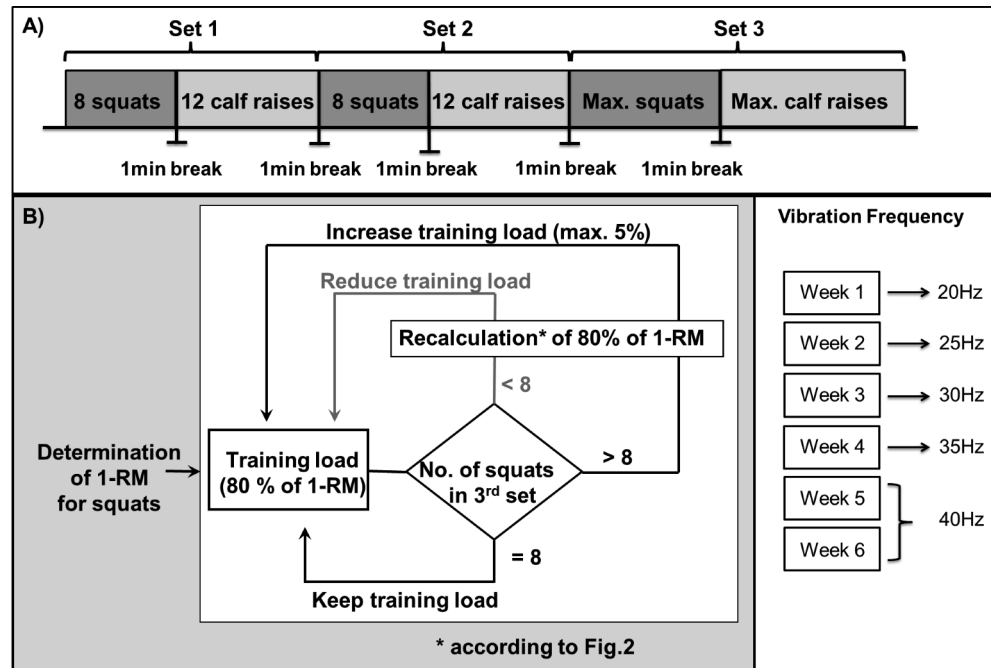 A)
Set 1
Set 2
Set 3
8 squats
12 calf raises
8 squats
12 calf raises
Max. squats
Max. calf raises
1min break
1min break
1min break
1min break
1min break
B)
Increase training load (max. 5%)
Reduce training load
Recalculation* of 80% of 1-RM
< 8
Determination
of 1-RM
for squats
Training load
(80 % of 1-RM)
No. of squats
in 3rd set
> 8
= 8
Keep training load
* according to Fig.2
Vibration Frequency
Week 1
20Hz
Week 2
25Hz
Week 3
30Hz
Week 4
35Hz
Week 5
40Hz
Week 6